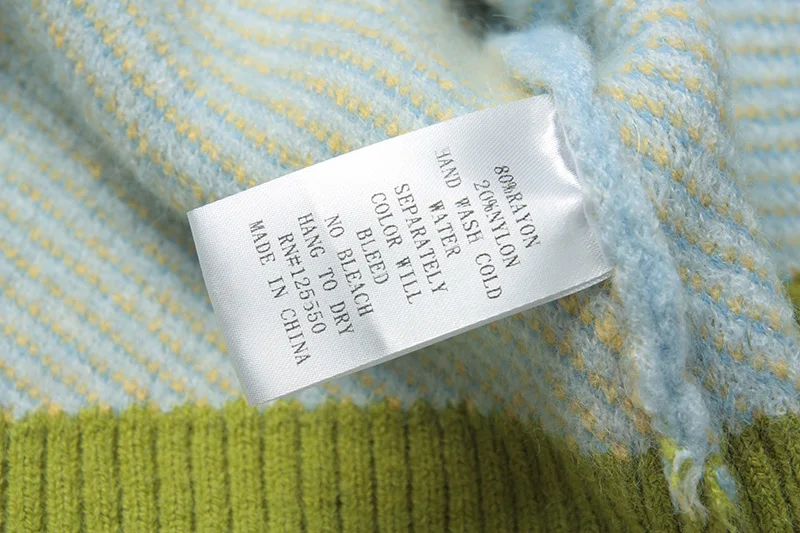 80%RAYON
20%NYLON
HAND WASH COLD
WATER
SEPARATELY
COLOR WILL
BLEED
NO BLEACH
HANG TO DRY
RN#125550
MADE IN CHINA